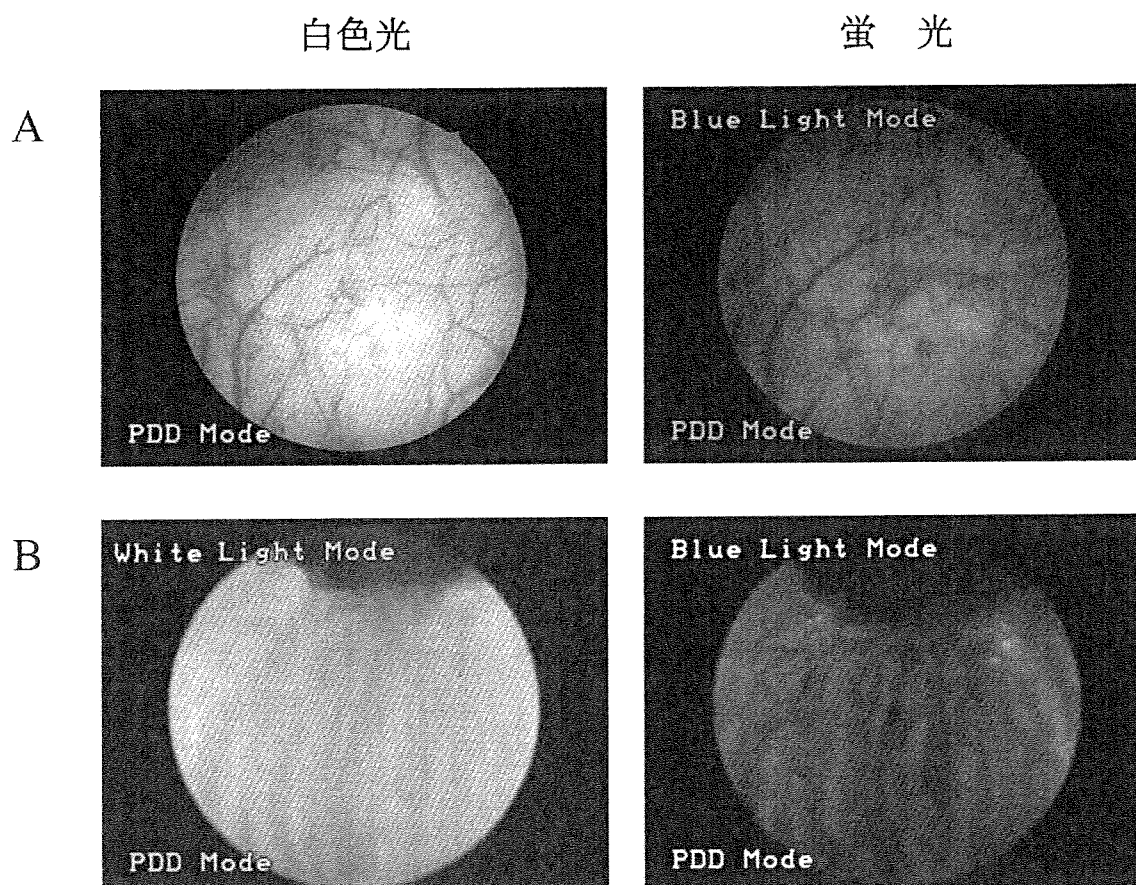 白色光 蛍 光
A
Blue Light Mode
PDD Mode PDD Mode
B
White Light Mode Blue Light Mode
PDD Mode PDD Mode